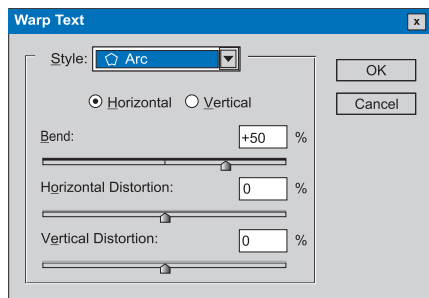 Warp Text x
Style: Arc
OK
Horizontal Vertical
Cancel
Bend: +50 %
Horizontal Distortion: 0 %
Vertical Distortion: 0 %